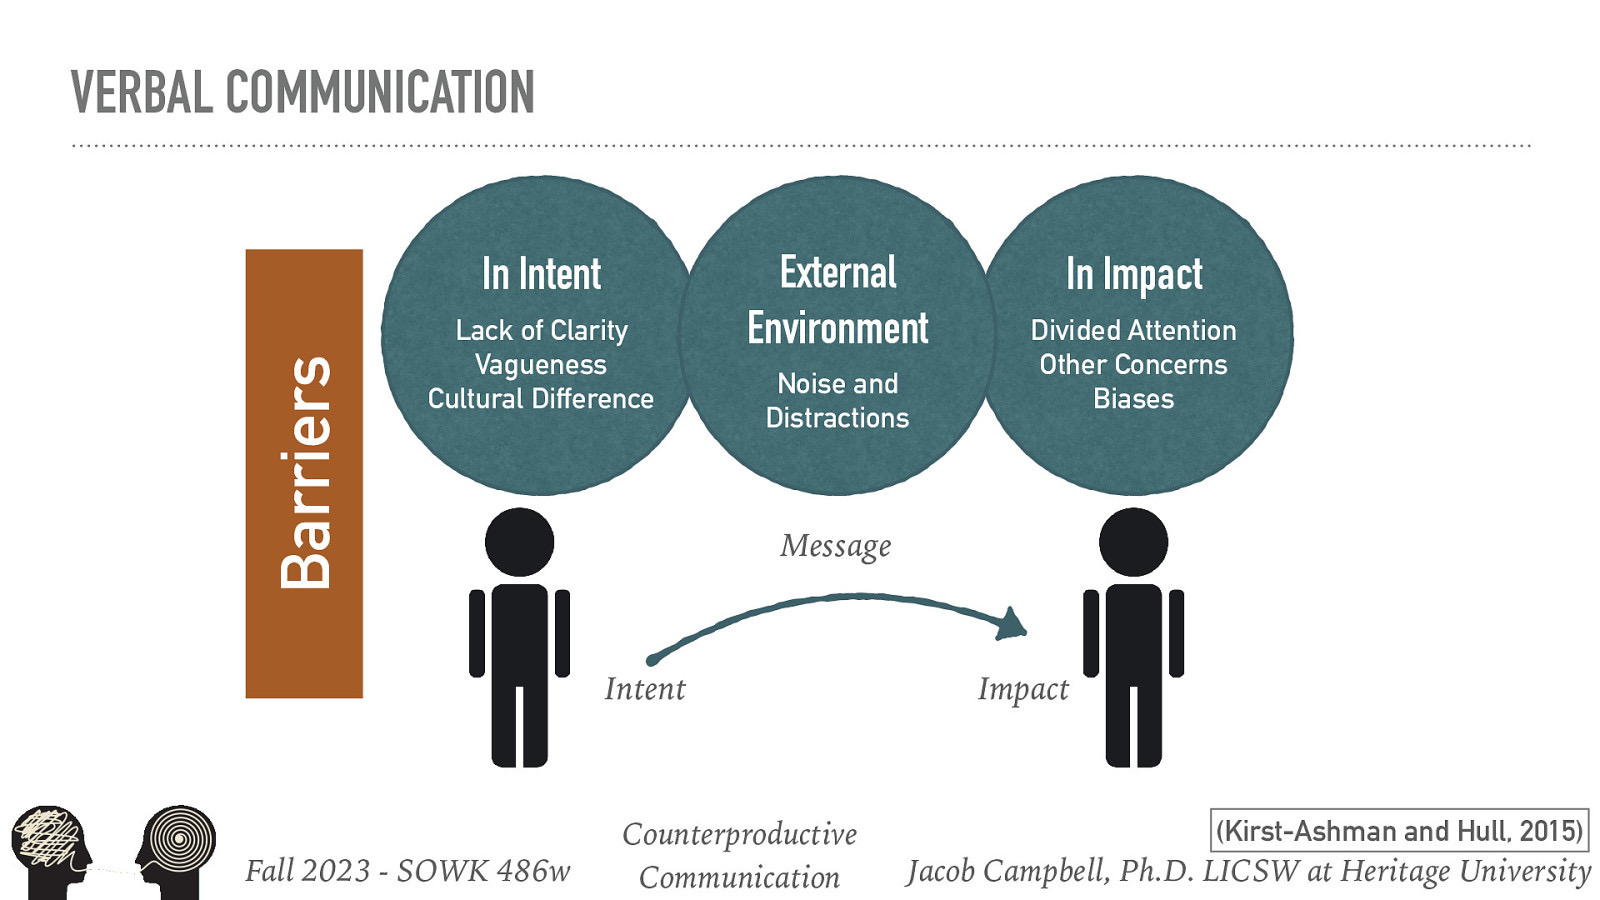 VERBAL COMMUNICATION
Barriers
In Intent
Lack of Clarity
Vagueness
Cultural Difference
External
Environment
Noise and
Distractions
In Impact
Divided Attention
Other Concerns
Biases
Message
Intent
Impact
(Kirst-Ashman and Hull, 2015)
Fall 2023 - SOWK 486w
Counterproductive
Communication
Jacob Campbell, Ph.D. LICSW at Heritage University